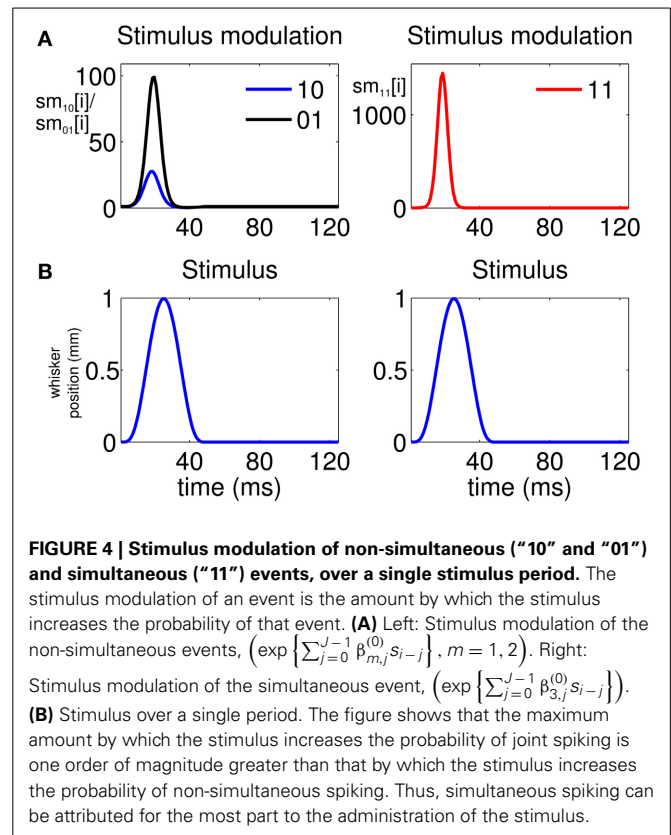 A
Stimulus modulation
Stimulus modulation
100
50
0
sm₁₀[i]/
sm₀₁[i]
10
01
40
80
120
sm₁₁[i]
1000
0
11
40
80
120
B
Stimulus
Stimulus
1
0.5
0
whisker
position (mm)
40
80
120
time (ms)
1
0.5
0
40
80
120
time (ms)
FIGURE 4 | Stimulus modulation of non-simultaneous (“10” and “01”)
and simultaneous (“11”) events, over a single stimulus period. The
stimulus modulation of an event is the amount by which the stimulus
increases the probability of that event. (A) Left: Stimulus modulation of the
non-simultaneous events, (exp {∑_{j=0}^{J−1} β_{m,j}^{(0)} s_{i−j}}, m = 1, 2). Right:
Stimulus modulation of the simultaneous event, (exp {∑_{j=0}^{J−1} β_{3,j}^{(0)} s_{i−j}}).
(B) Stimulus over a single period. The figure shows that the maximum
amount by which the stimulus increases the probability of joint spiking is
one order of magnitude greater than that by which the stimulus increases
the probability of non-simultaneous spiking. Thus, simultaneous spiking can
be attributed for the most part to the administration of the stimulus.